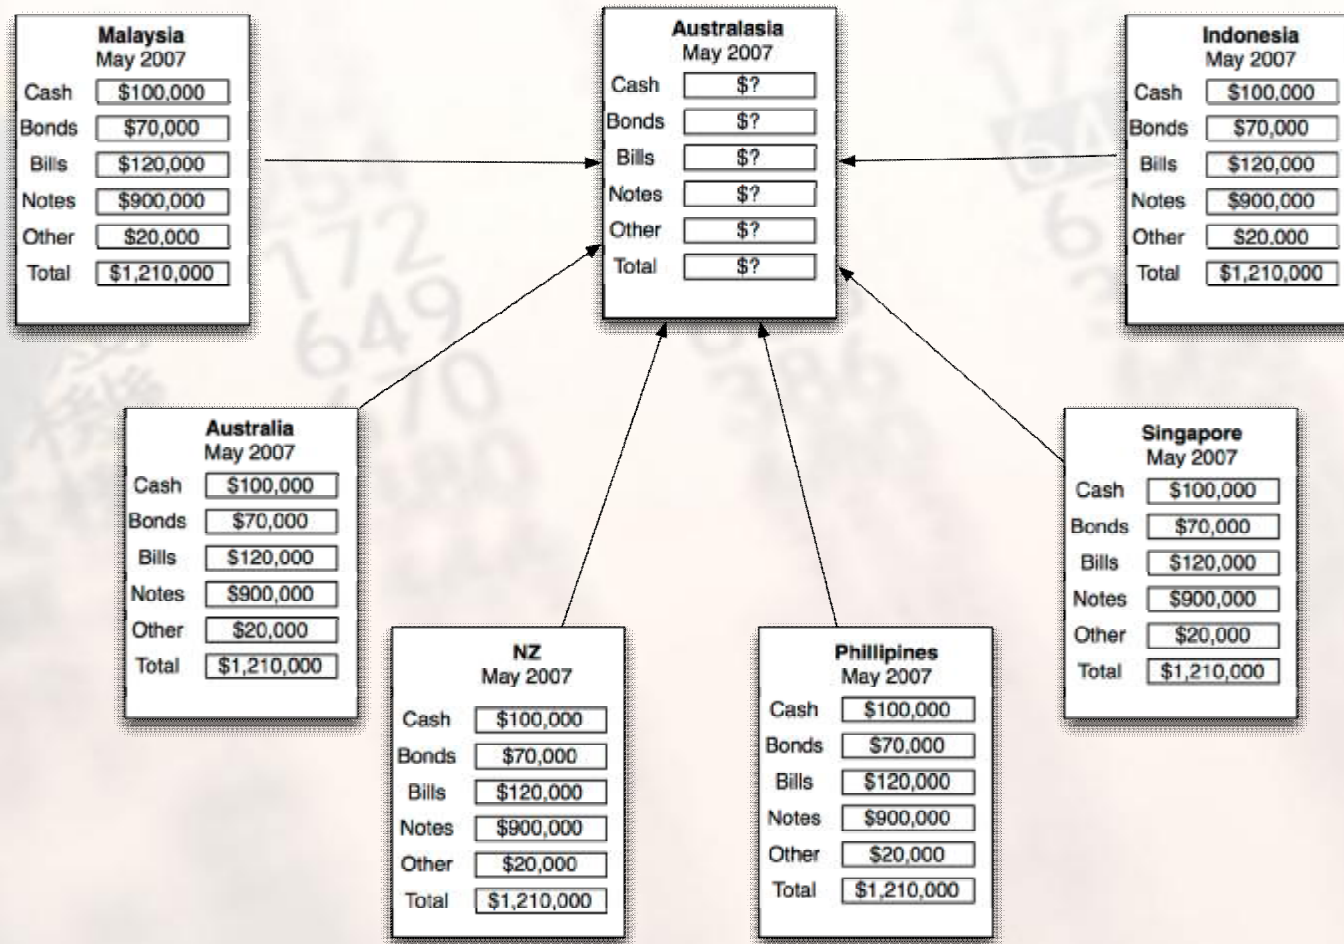 Malaysia
May 2007
Cash $100,000
Bonds $70,000
Bills $120,000
Notes $900,000
Other $20,000
Total $1,210,000
Australasia
May 2007
Cash $?
Bonds $?
Bills $?
Notes $?
Other $?
Total $?
Indonesia
May 2007
Cash $100,000
Bonds $70,000
Bills $120,000
Notes $900,000
Other $20.000
Total $1,210,000
Australia
May 2007
Cash $100,000
Bonds $70,000
Bills $120,000
Notes $900,000
Other $20,000
Total $1,210,000
Singapore
May 2007
Cash $100,000
Bonds $70,000
Bills $120,000
Notes $900,000
Other $20,000
Total $1,210,000
NZ
May 2007
Cash $100,000
Bonds $70,000
Bills $120,000
Notes $900,000
Other $20,000
Total $1,210,000
Phillipines
May 2007
Cash $100,000
Bonds $70,000
Bills $120,000
Notes $900,000
Other $20,000
Total $1,210,000
172
649
386